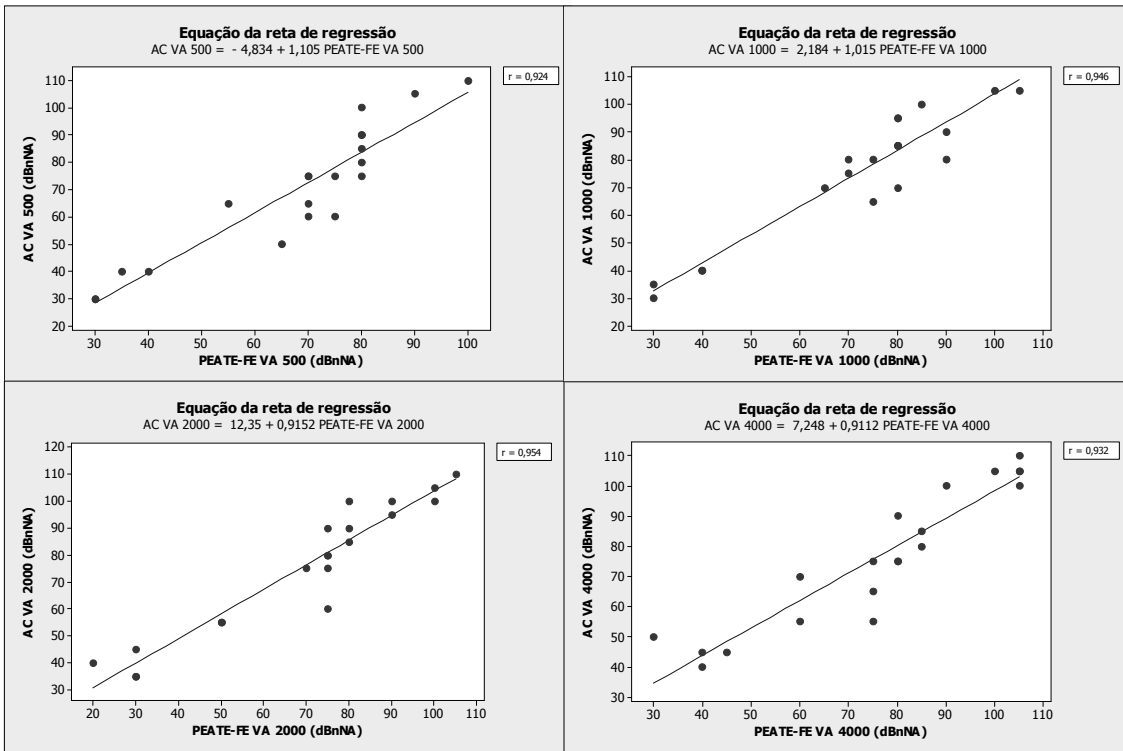 Equação da reta de regressão
AC VA 500 = - 4,834 + 1,105 PEATE-FE VA 500
r = 0,924
AC VA 500 (dBnNA)
110
100
90
80
70
60
50
40
30
20
30 40 50 60 70 80 90 100
PEATE-FE VA 500 (dBnNA)
Equação da reta de regressão
AC VA 1000 = 2,184 + 1,015 PEATE-FE VA 1000
r = 0,946
AC VA 1000 (dBnNA)
110
100
90
80
70
60
50
40
30
20
30 40 50 60 70 80 90 100 110
PEATE-FE VA 1000 (dBnNA)
Equação da reta de regressão
AC VA 2000 = 12,35 + 0,9152 PEATE-FE VA 2000
r = 0,954
AC VA 2000 (dBnNA)
120
110
100
90
80
70
60
50
40
30
20 30 40 50 60 70 80 90 100 110
PEATE-FE VA 2000 (dBnNA)
Equação da reta de regressão
AC VA 4000 = 7,248 + 0,9112 PEATE-FE VA 4000
r = 0,932
AC VA 4000 (dBnNA)
110
100
90
80
70
60
50
40
30
30 40 50 60 70 80 90 100 110
PEATE-FE VA 4000 (dBnNA)